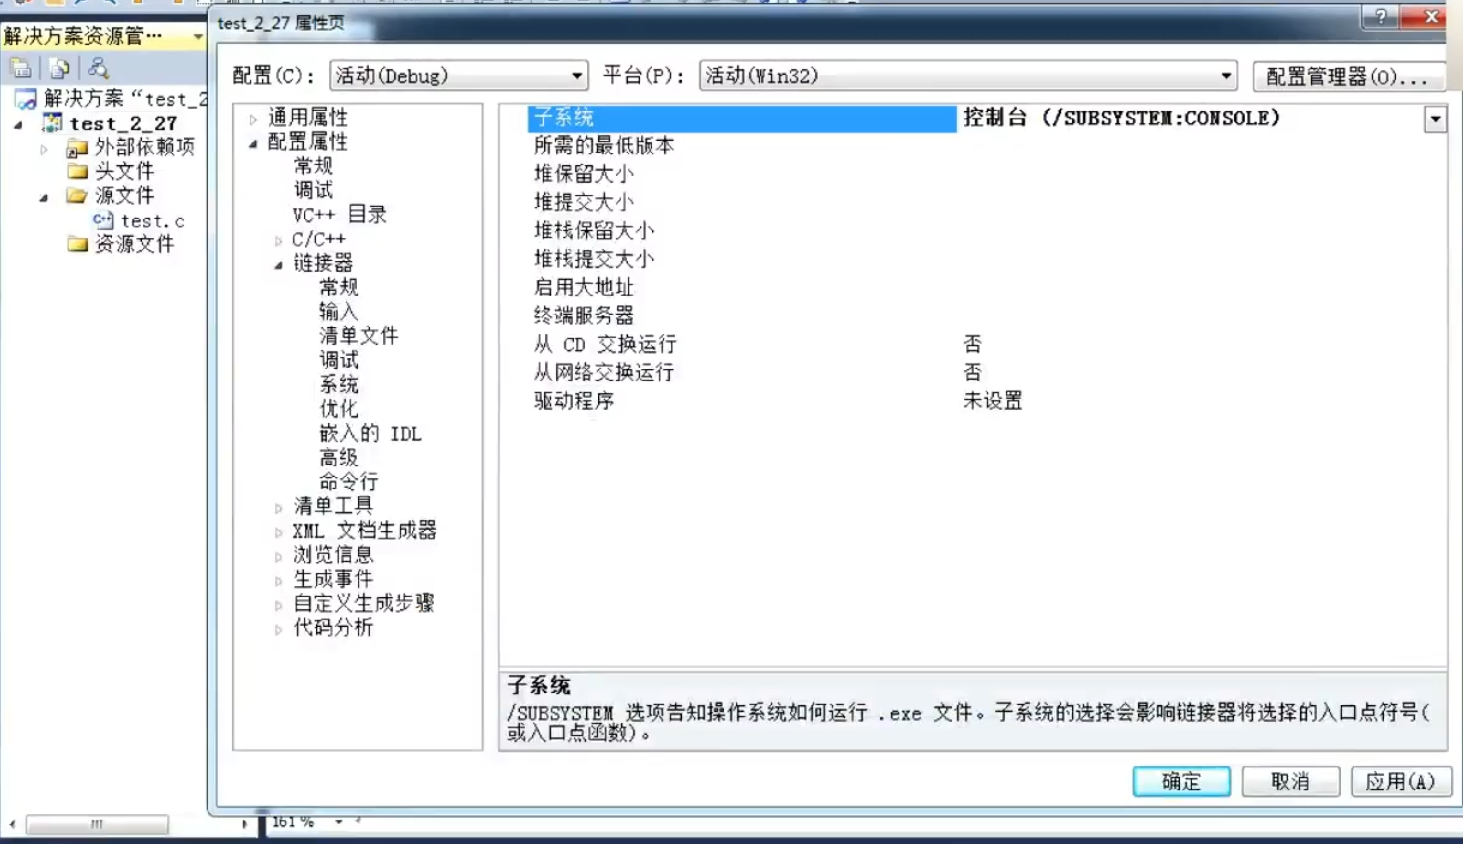 test_2_27 属性页
解决方案资源管…
配置(C): 活动(Debug) 平台(P): 活动(Win32) 配置管理器(O)...
解决方案“test_2
test_2_27
外部依赖项
头文件
源文件
test.c
资源文件
通用属性
配置属性
常规
调试
VC++ 目录
C/C++
链接器
常规
输入
清单文件
调试
系统
优化
嵌入的 IDL
高级
命令行
清单工具
XML 文档生成器
浏览信息
生成事件
自定义生成步骤
代码分析
子系统 控制台 (/SUBSYSTEM:CONSOLE)
所需的最低版本
堆保留大小
堆提交大小
堆栈保留大小
堆栈提交大小
启用大地址
终端服务器
从 CD 交换运行 否
从网络交换运行 否
驱动程序 未设置
子系统
/SUBSYSTEM 选项告知操作系统如何运行 .exe 文件。子系统的选择会影响链接器将选择的入口点符号(
或入口点函数)。
确定 取消 应用(A)
161 %